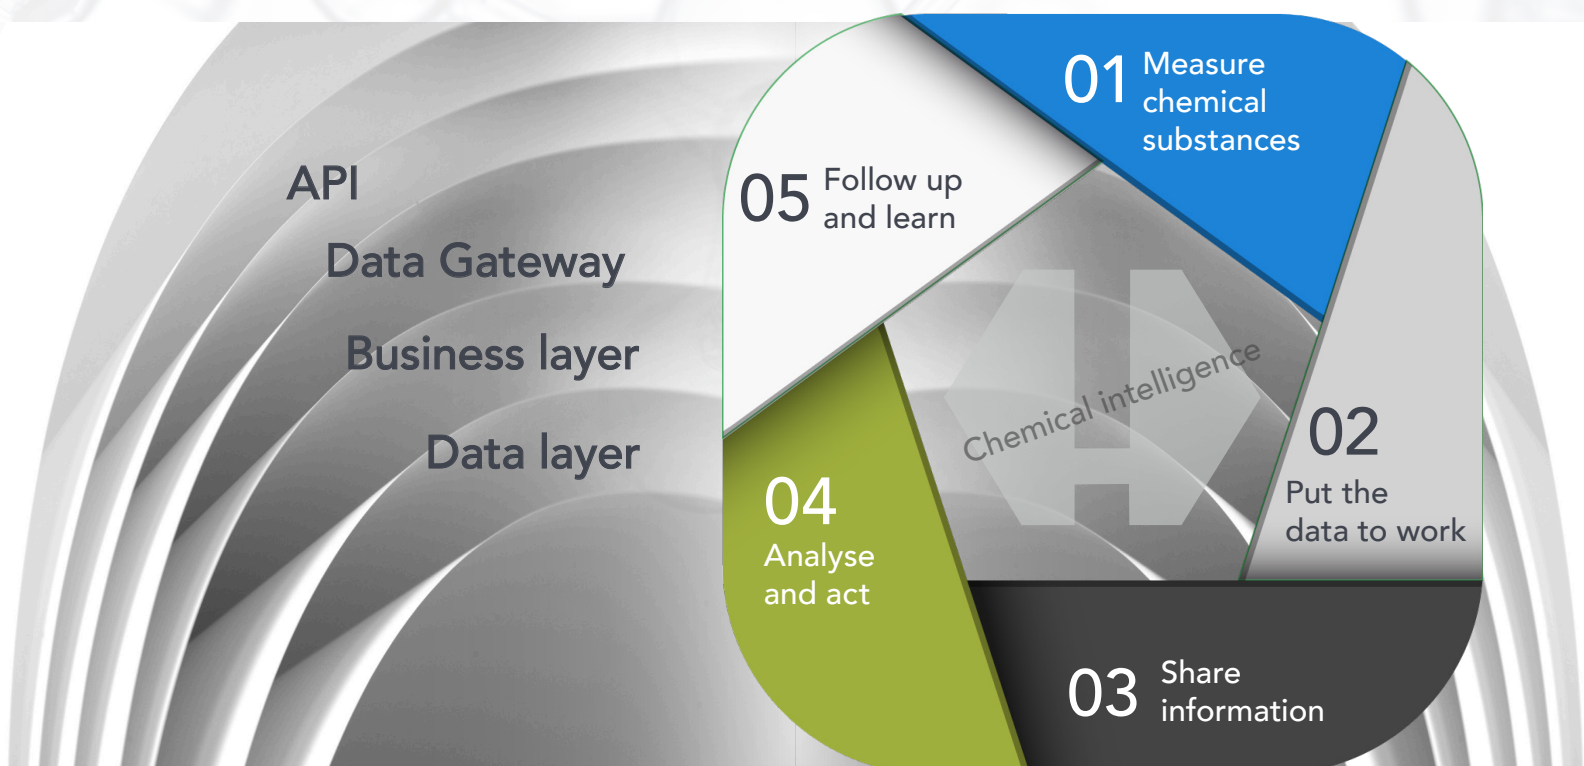 API
Data Gateway
Business layer
Data layer
01
Measure
chemical
substances
02
Put the
data to work
03
Share
information
04
Analyse
and act
05
Follow up
and learn
Chemical intelligence